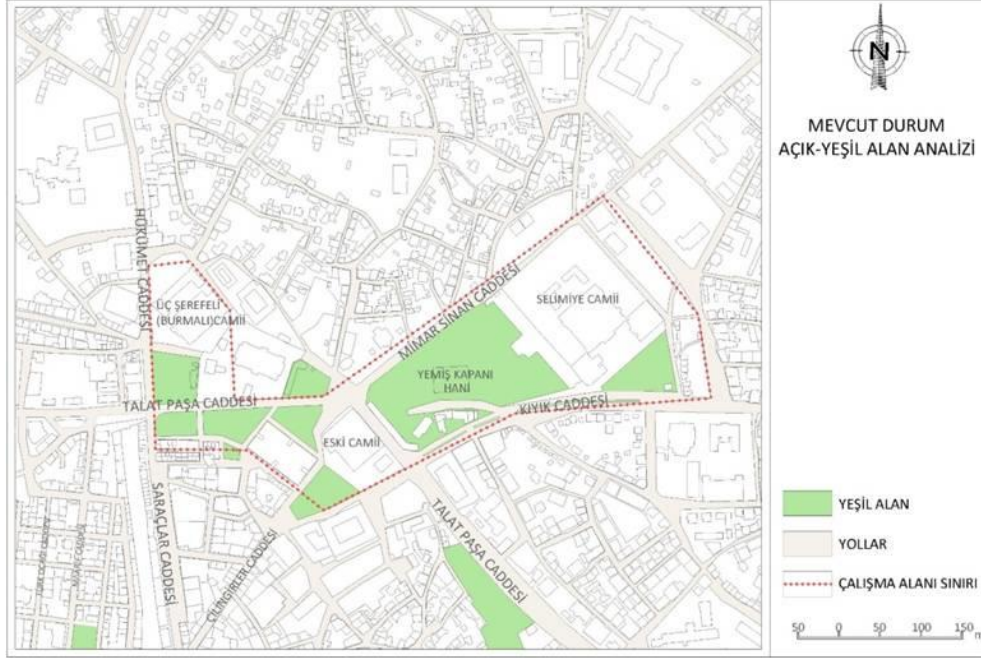 N
MEVCUT DURUM
AÇIK-YEŞİL ALAN ANALİZİ
HÜKÜMET CADDESİ
ÜÇ ŞEREFELİ
(BURMALI)CAMİİ
MİMAR SİNAN CADDESİ
SELİMİYE CAMİİ
YEMİŞ KAPANI
HANI
TALAT PAŞA CADDESİ
KIYIK CADDESİ
ESKİ CAMİİ
SARAÇLAR CADDESİ
ÇİLİNGİRLER CADDESİ
TALAT PAŞA CADDESİ
YEŞİL ALAN
YOLLAR
ÇALIŞMA ALANI SINIRI
50 0 50 100 150 m